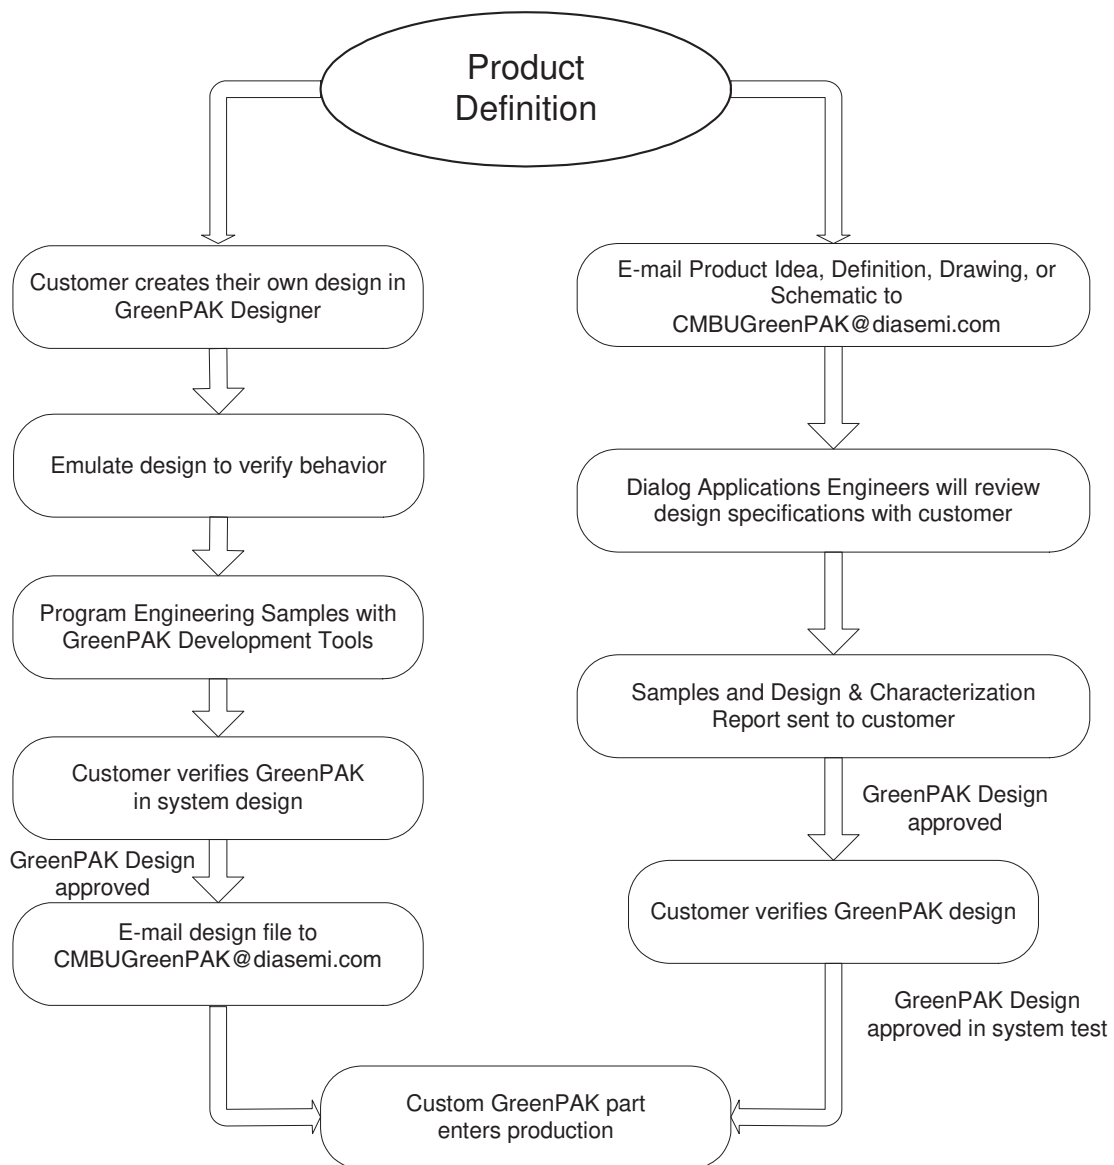 Product
Definition
Customer creates their own design in
GreenPAK Designer
Emulate design to verify behavior
Program Engineering Samples with
GreenPAK Development Tools
Customer verifies GreenPAK
in system design
GreenPAK Design
approved
E-mail design file to
CMBUGreenPAK@diasemi.com
E-mail Product Idea, Definition, Drawing, or
Schematic to
CMBUGreenPAK@diasemi.com
Dialog Applications Engineers will review
design specifications with customer
Samples and Design & Characterization
Report sent to customer
GreenPAK Design
approved
Customer verifies GreenPAK design
GreenPAK Design
approved in system test
Custom GreenPAK part
enters production